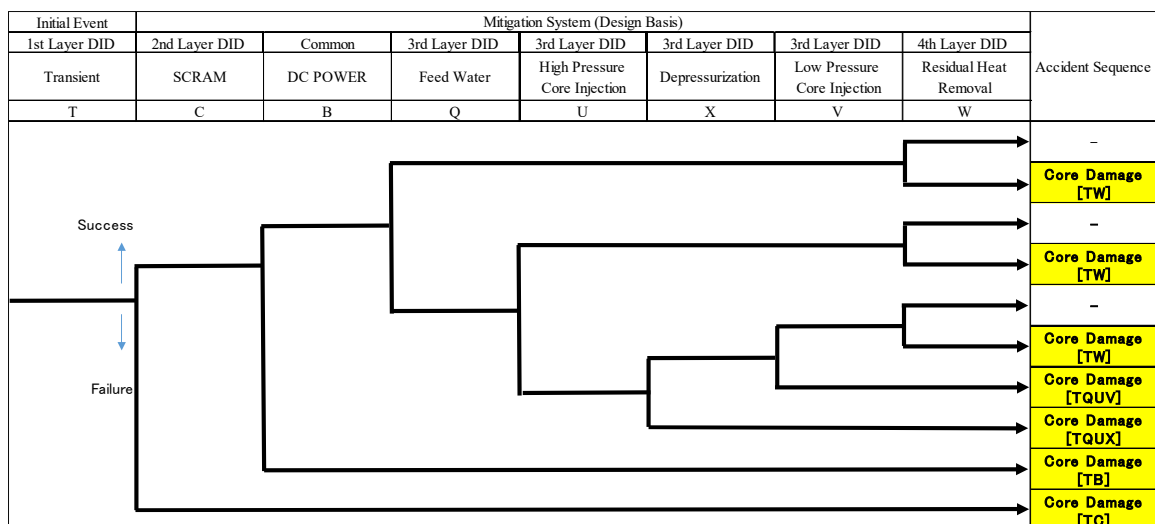 Initial Event
Mitigation System (Design Basis)
Accident Sequence
1st Layer DID
2nd Layer DID
Common
3rd Layer DID
3rd Layer DID
3rd Layer DID
3rd Layer DID
4th Layer DID
Transient
SCRAM
DC POWER
Feed Water
High Pressure
Core Injection
Depressurization
Low Pressure
Core Injection
Residual Heat
Removal
T
C
B
Q
U
X
V
W
Success
Failure
–
Core Damage
[TW]
–
Core Damage
[TW]
–
Core Damage
[TW]
Core Damage
[TQUV]
Core Damage
[TQUX]
Core Damage
[TB]
Core Damage
[TC]